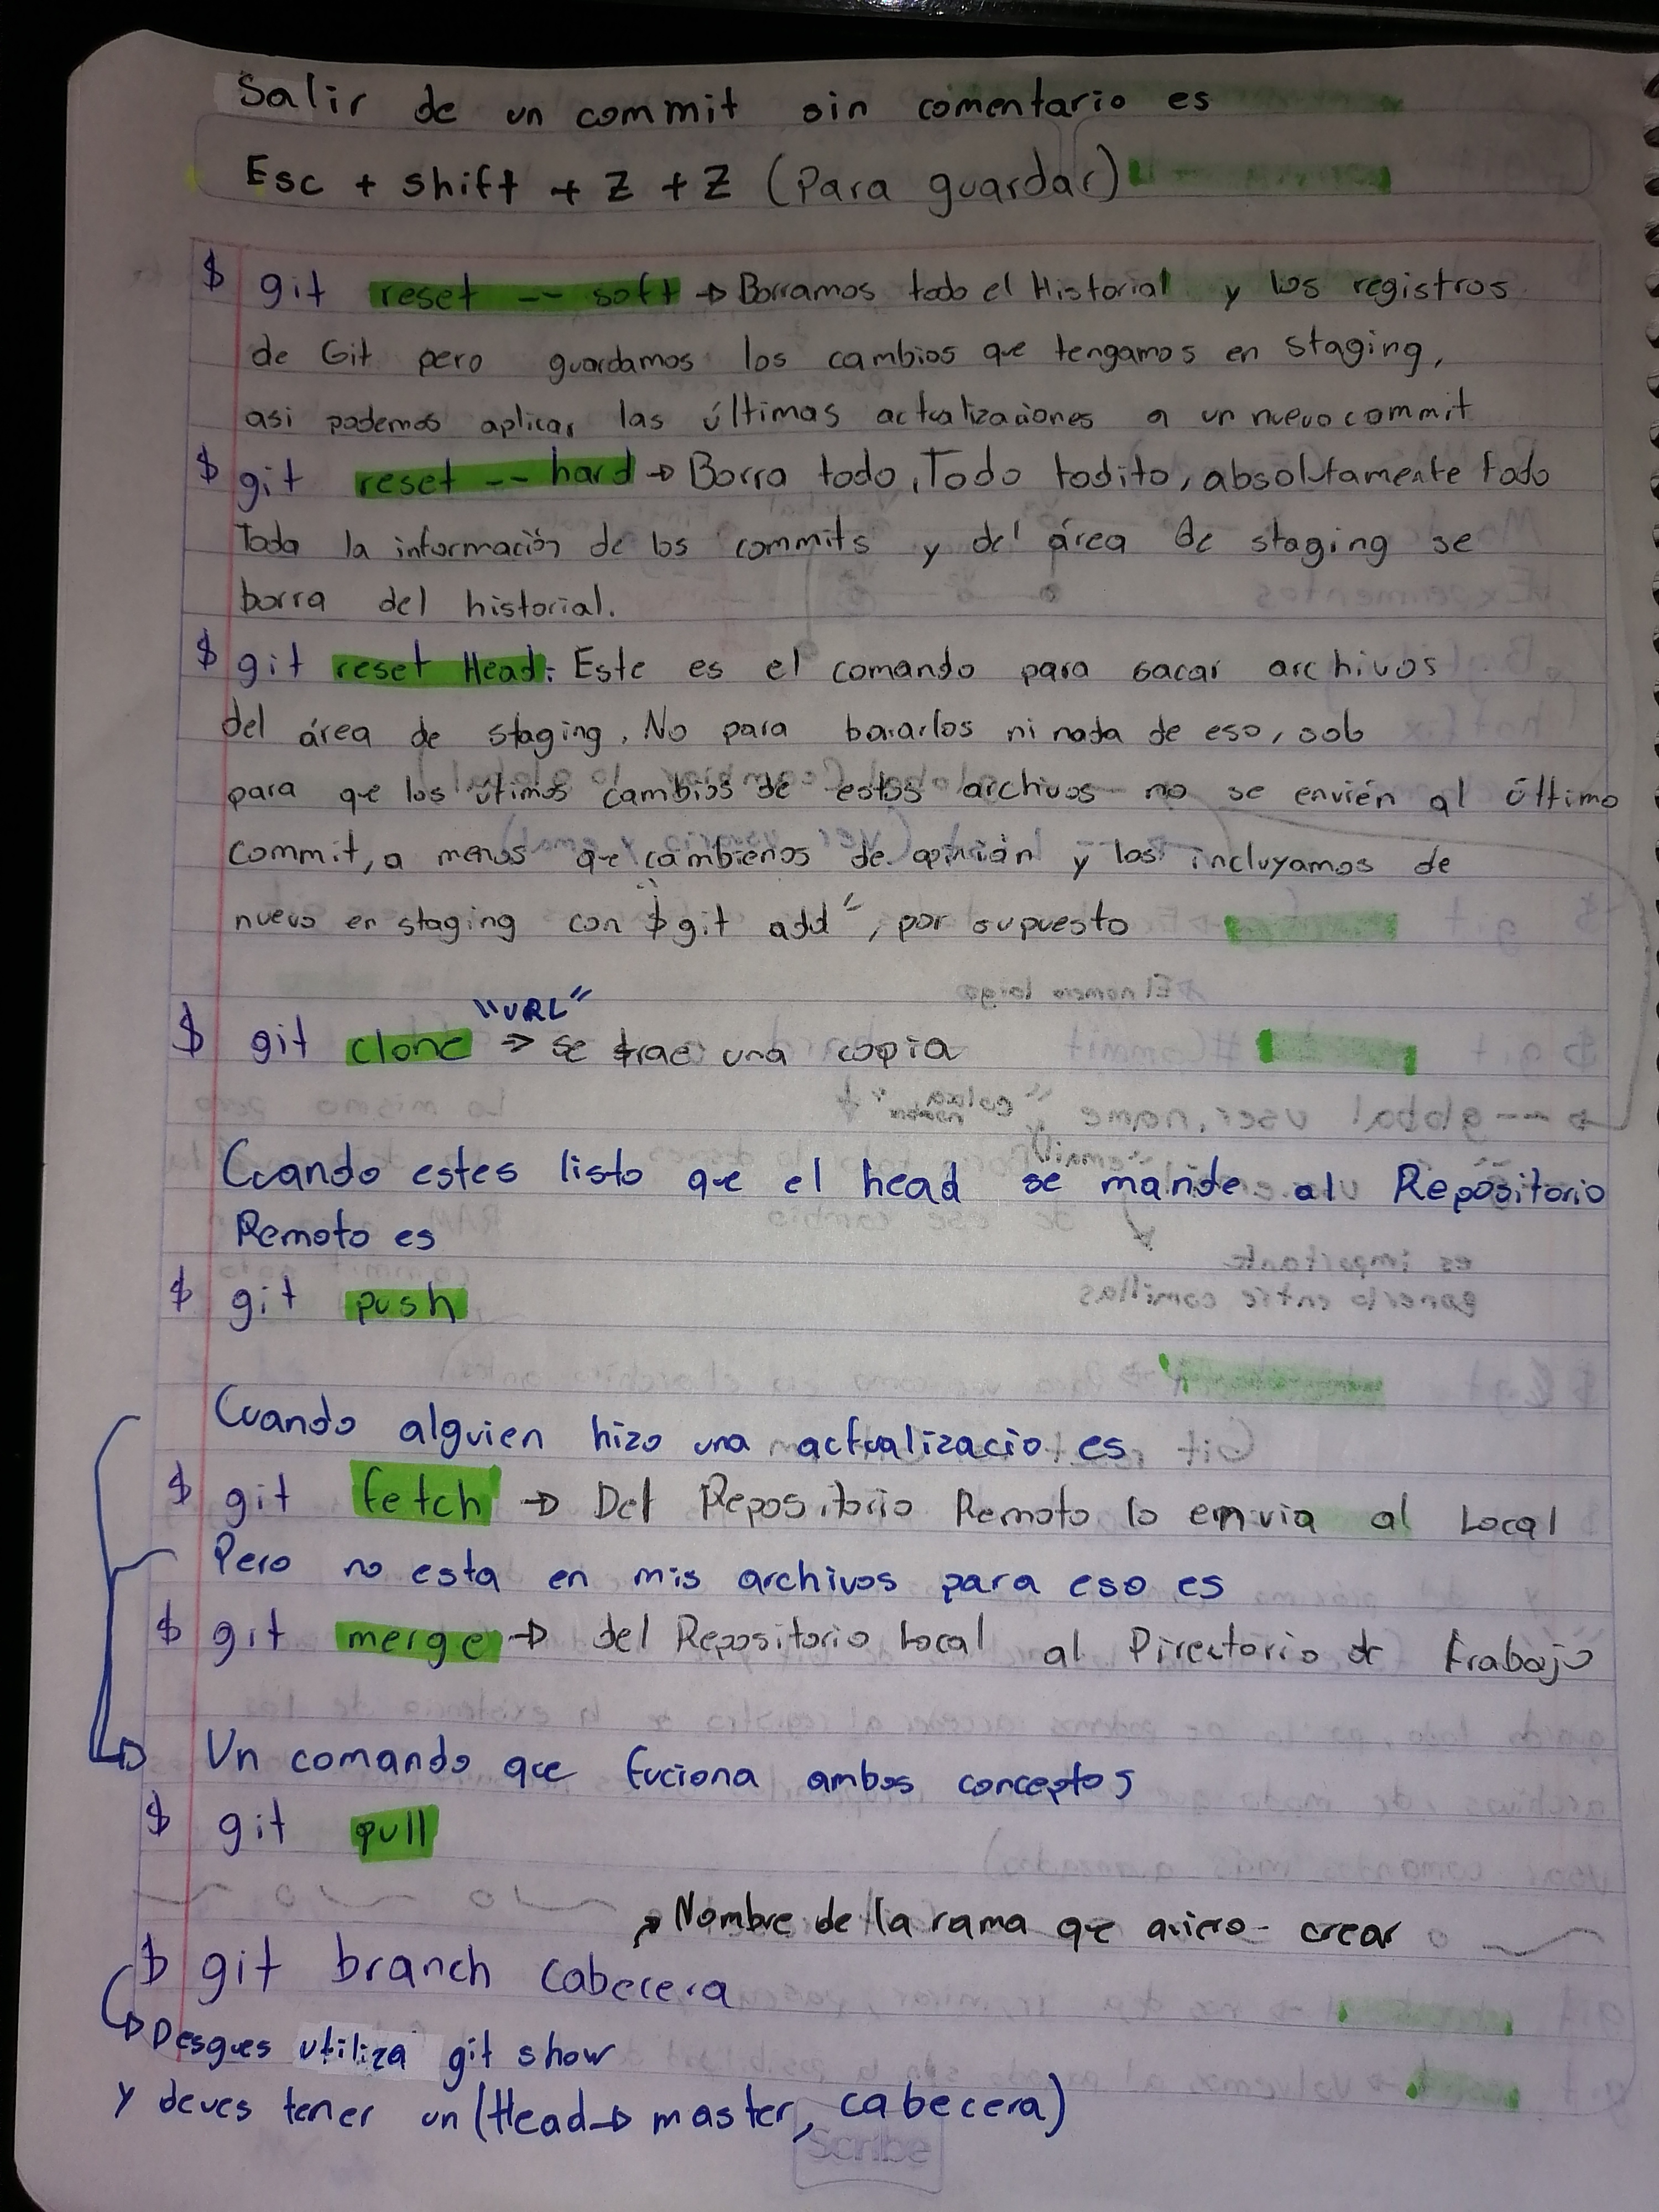 Salir de un commit sin comentario es
Esc + shift + Z + Z (Para guardar)
$ git reset -- soft → Borramos todo el Historial y los registros
de Git pero guardamos los cambios que tengamos en staging,
asi podemos aplicar las últimas actualizaciones a un nuevo commit
$ git reset -- hard → Borra todo, Todo todito, absolutamente todo
Toda la información de los commits y del área de staging se
borra del historial.
$ git reset Head: Este es el comando para sacar archivos
del área de staging. No para borarlos ni nada de eso, solo
para que los útimos cambios de estos archivos no se envién al último
commit, a menos que cambienos de opinión y los incluyamos de
nuevo en staging con "$ git add", por supuesto
"URL"
$ git clone → se trae una copia
Cuando estes listo que el head se mande al Repositorio
Remoto es
$ git push
Cuando alguien hizo una actualizacio es
$ git fetch → Del Repositorio Remoto lo envia al Local
Pero no esta en mis archivos para eso es
$ git merge → del Repositorio Local al Directorio de trabajo
Un comando que fuciona ambos conceptos
$ git pull
→ Nombre de la rama que quiero crear
$ git branch cabecera
→ Despues utiliza git show
y deves tener un (Head → master, cabecera)
Scribe